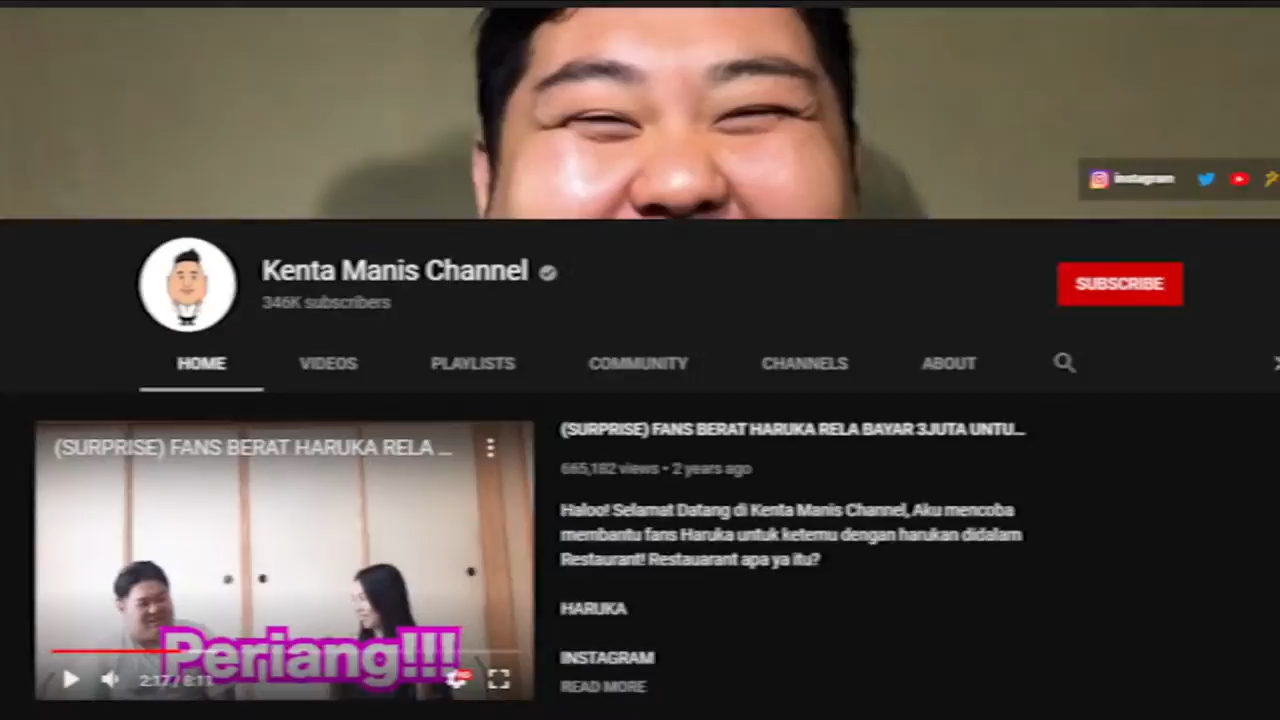 instagram
Kenta Manis Channel
346K subscribers
SUBSCRIBE
HOME VIDEOS PLAYLISTS COMMUNITY CHANNELS ABOUT
(SURPRISE) FANS BERAT HARUKA RELA ...
Periang!!!
2:17 / 8:11
HD
(SURPRISE) FANS BERAT HARUKA RELA BAYAR 3JUTA UNTU...
665,182 views • 2 years ago
Haloo! Selamat Datang di Kenta Manis Channel, Aku mencoba
membantu fans Haruka untuk ketemu dengan harukan didalam
Restaurant! Restauarant apa ya itu?
HARUKA
INSTAGRAM
READ MORE